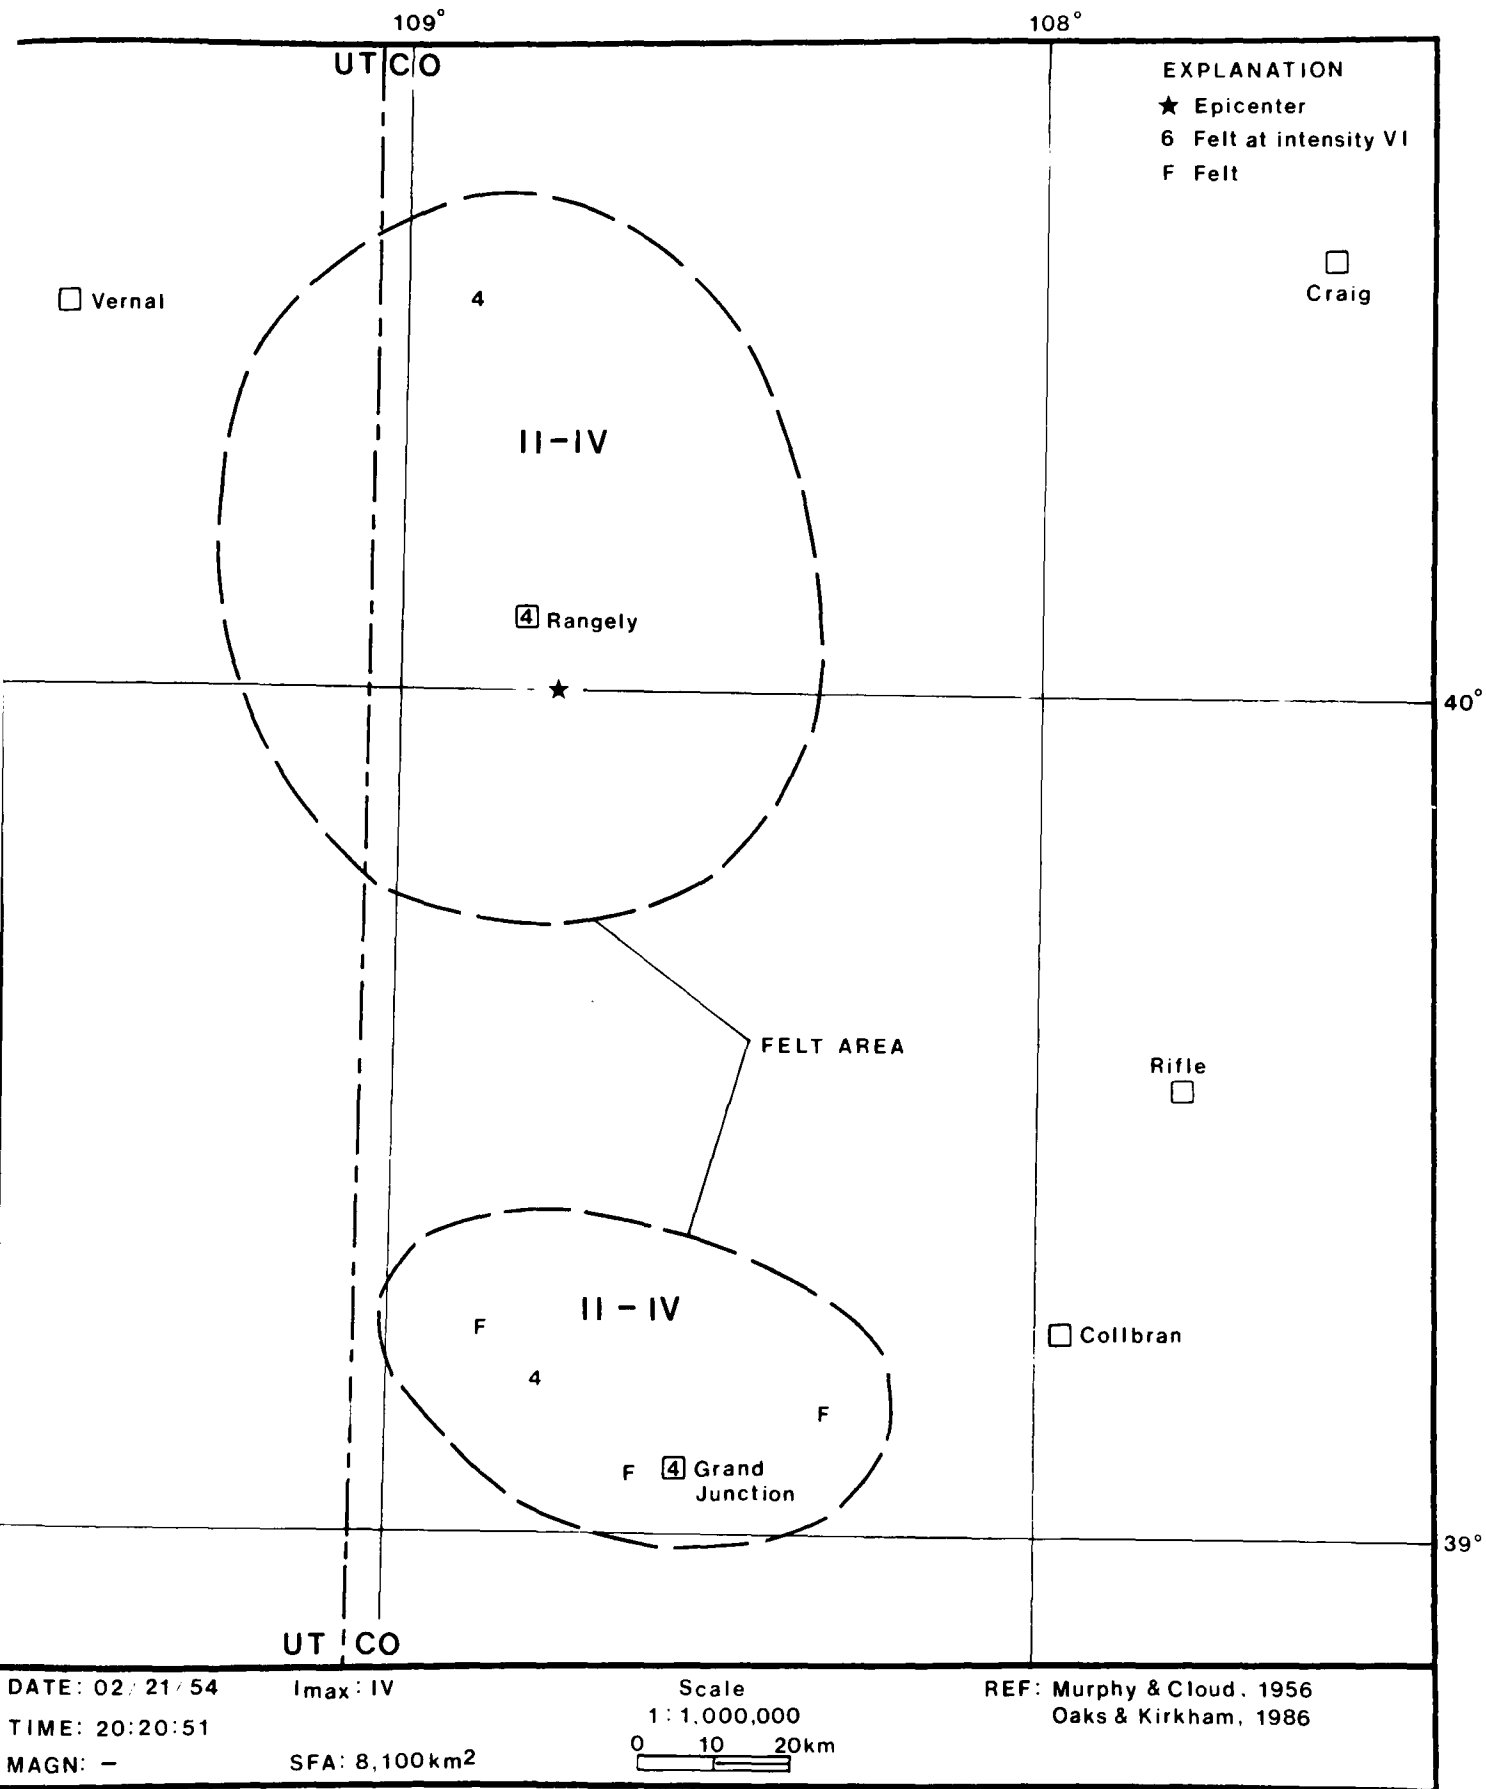 109°
108°
UT CO
EXPLANATION
★ Epicenter
6 Felt at intensity VI
F Felt
Vernal
4
Craig
II-IV
4 Rangely
40°
FELT AREA
Rifle
II - IV
F
4
Collbran
F
F 4 Grand
Junction
39°
UT CO
DATE: 02/21/54
Imax: IV
Scale
REF: Murphy & Cloud, 1956
TIME: 20:20:51
1:1,000,000
Oaks & Kirkham, 1986
0 10 20km
MAGN: -
SFA: 8,100km2